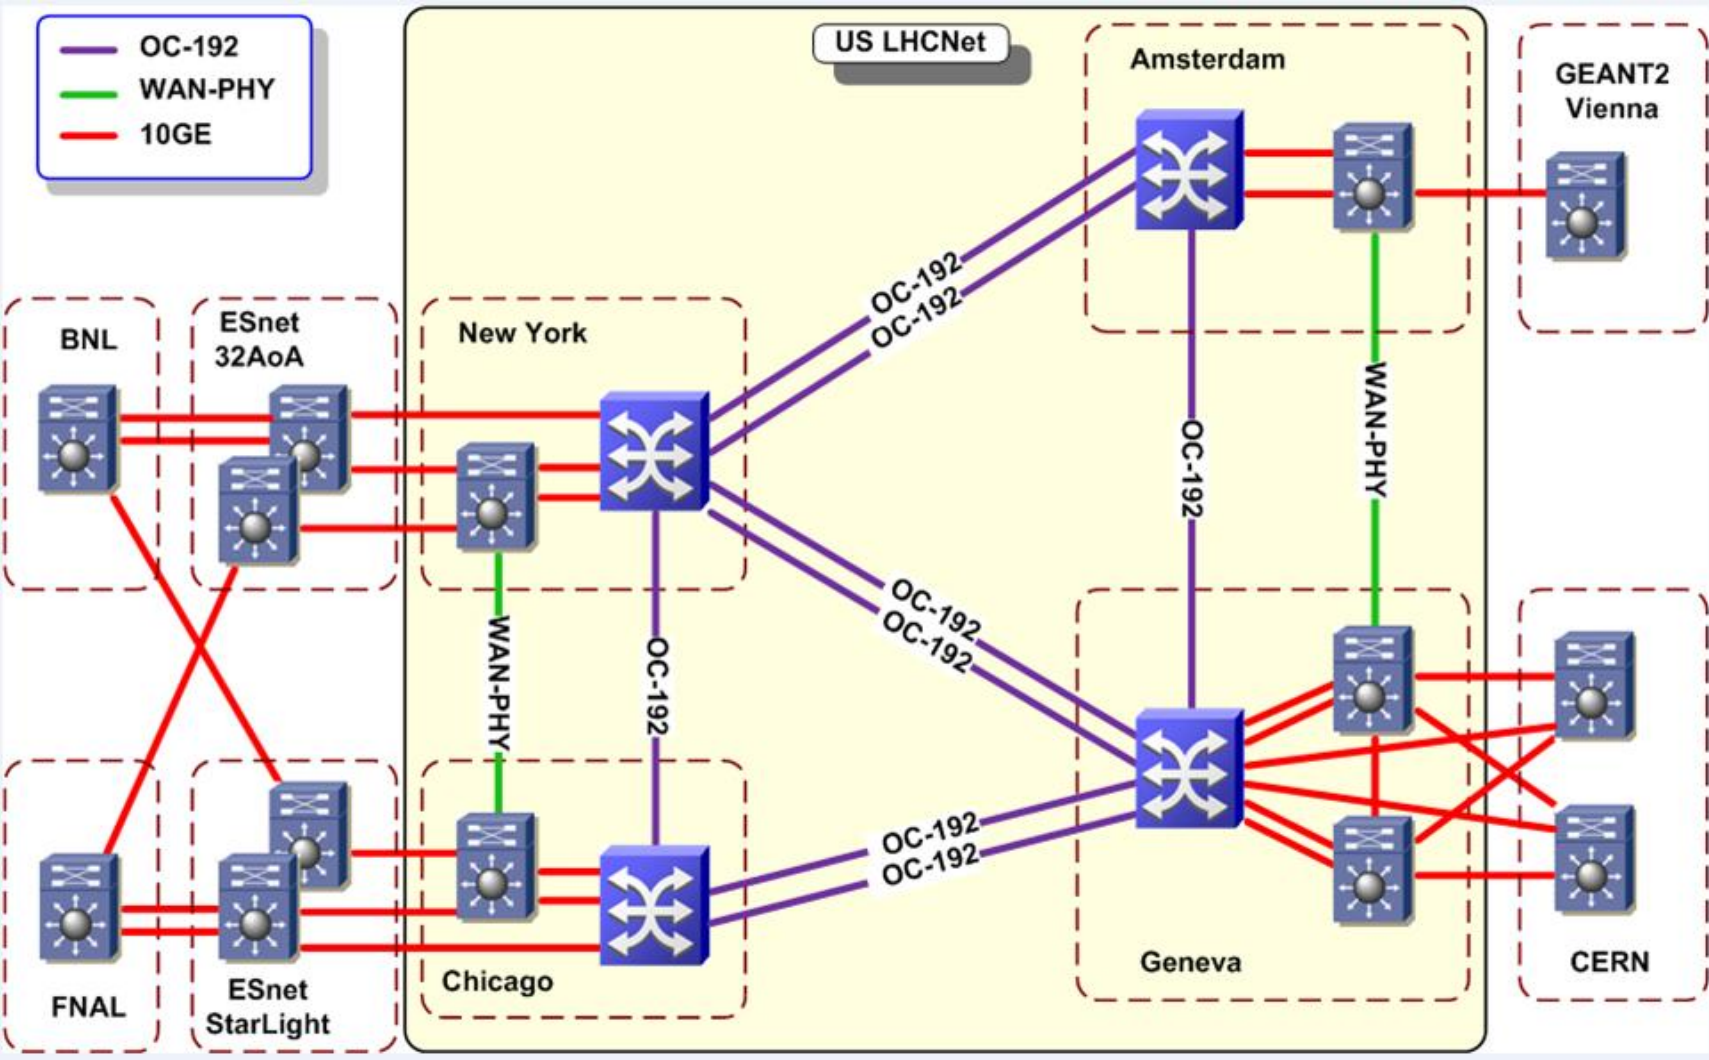 OC-192
WAN-PHY
10GE
US LHCNet
Amsterdam
GEANT2
Vienna
BNL
ESnet
32AoA
New York
OC-192
OC-192
OC-192
WAN-PHY
OC-192
OC-192
WAN-PHY
OC-192
OC-192
OC-192
FNAL
ESnet
StarLight
Chicago
Geneva
CERN